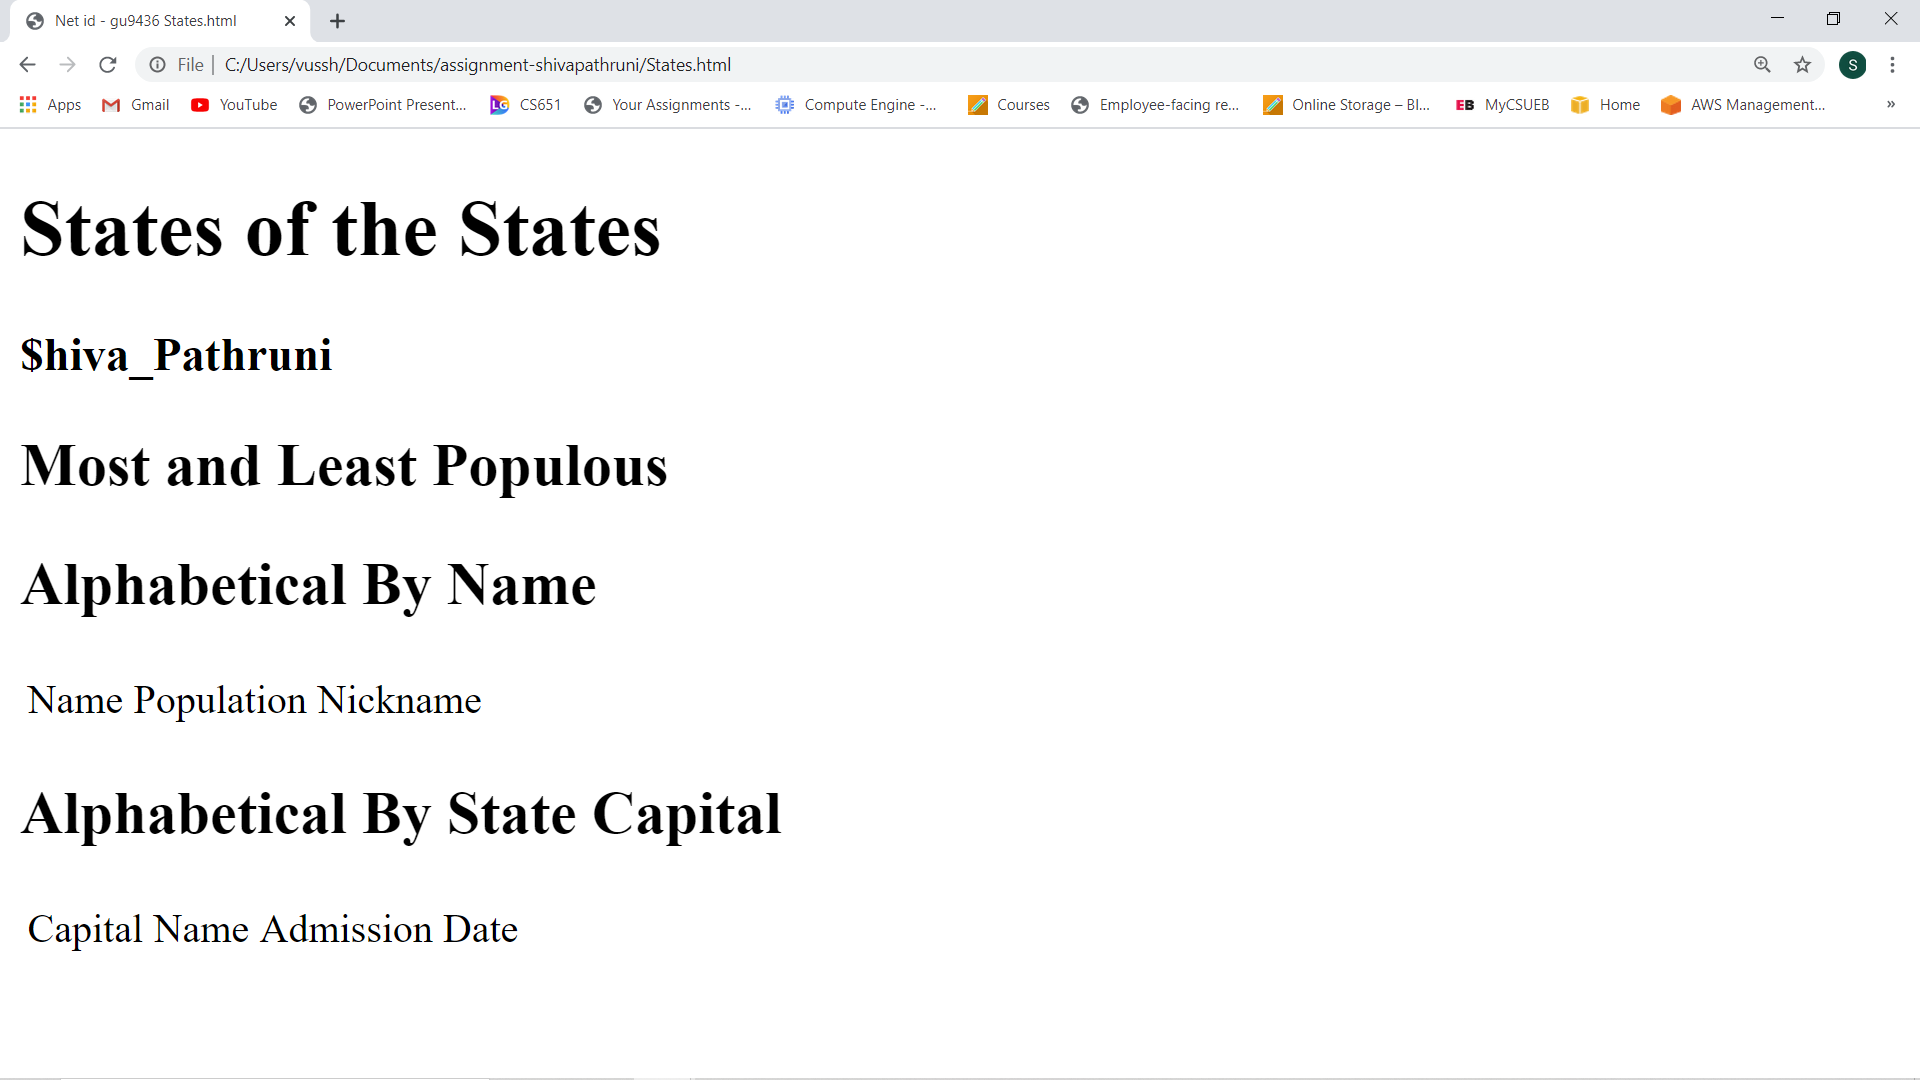 Net id - gu9436 States.html
File | C:/Users/vussh/Documents/assignment-shivapathruni/States.html S
Apps Gmail YouTube PowerPoint Present... LG CS651 Your Assignments -... Compute Engine -... Courses Employee-facing re... Online Storage – Bl... EB MyCSUEB Home AWS Management... »
States of the States
$hiva_Pathruni
Most and Least Populous
Alphabetical By Name
Name Population Nickname
Alphabetical By State Capital
Capital Name Admission Date